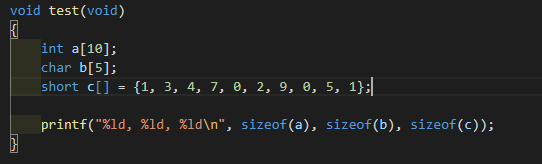 void test(void)
{
    int a[10];
    char b[5];
    short c[] = {1, 3, 4, 7, 0, 2, 9, 0, 5, 1};
    printf("%ld, %ld, %ld\n", sizeof(a), sizeof(b), sizeof(c));
}